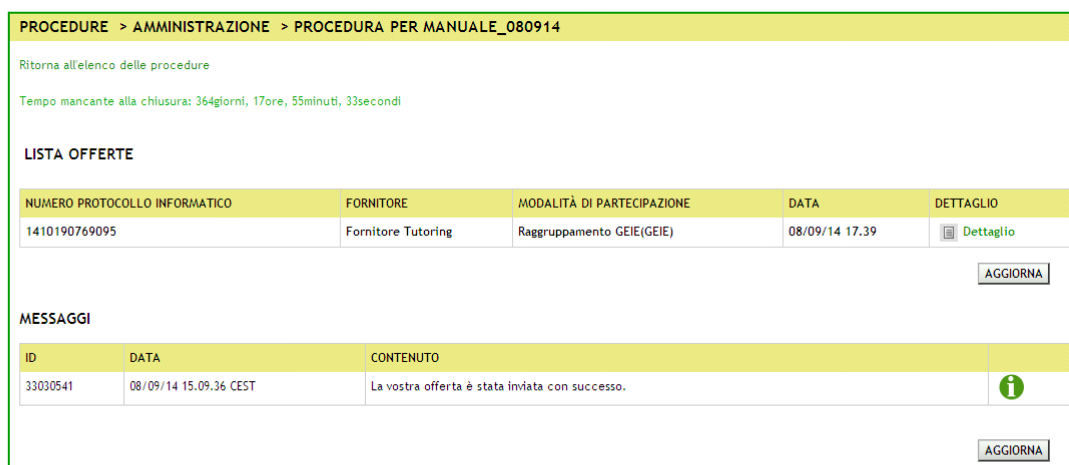 PROCEDURE > AMMINISTRAZIONE > PROCEDURA PER MANUALE_080914
Ritorna all'elenco delle procedure
Tempo mancante alla chiusura: 364giorni, 17ore, 55minuti, 33secondi
LISTA OFFERTE
NUMERO PROTOCOLLO INFORMATICO FORNITORE MODALITÀ DI PARTECIPAZIONE DATA DETTAGLIO
1410190769095 Fornitore Tutoring Raggruppamento GEIE(GEIE) 08/09/14 17.39 Dettaglio
AGGIORNA
MESSAGGI
ID DATA CONTENUTO
33030541 08/09/14 15.09.36 CEST La vostra offerta è stata inviata con successo.
AGGIORNA